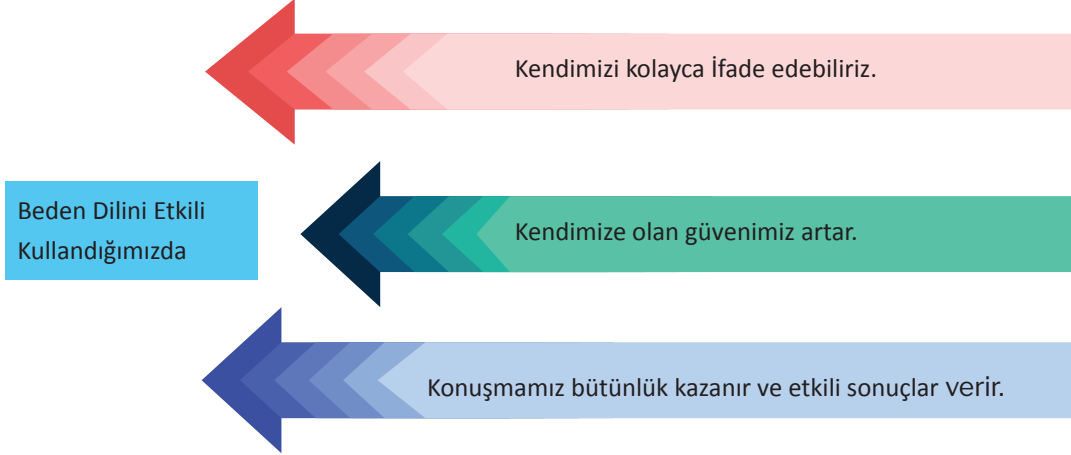 Kendimizi kolayca İfade edebiliriz.
Beden Dilini Etkili
Kullandığımızda
Kendimize olan güvenimiz artar.
Konuşmamız bütünlük kazanır ve etkili sonuçlar verir.